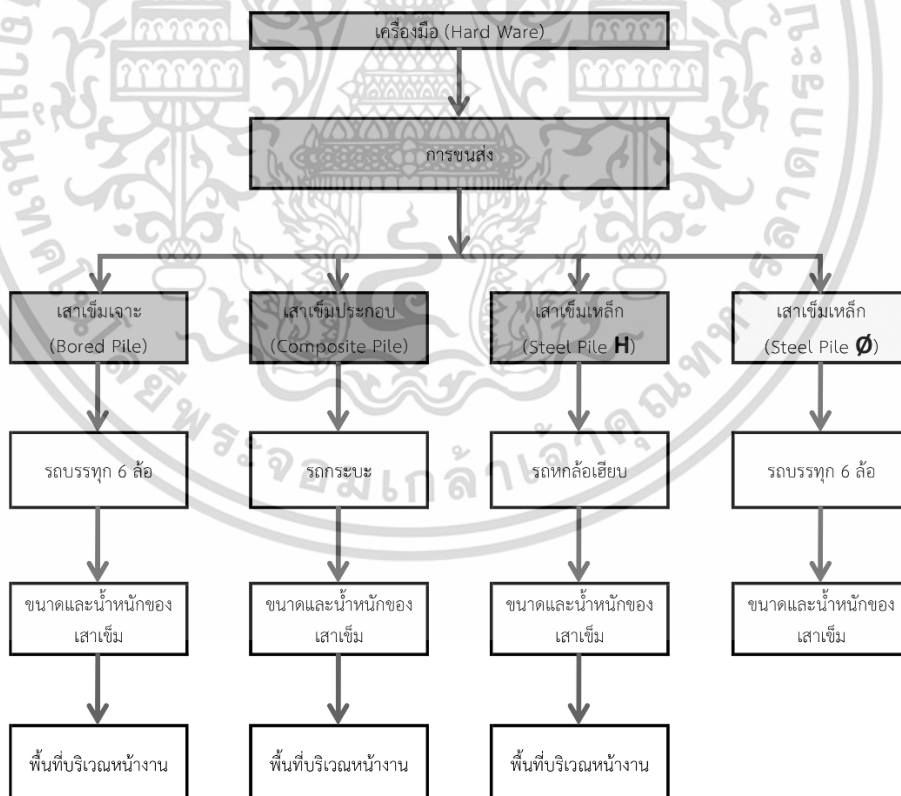 เครื่องมือ (Hard Ware)
การขนส่ง
เสาเข็มเจาะ
(Bored Pile)
เสาเข็มประกอบ
(Composite Pile)
เสาเข็มเหล็ก
(Steel Pile H)
เสาเข็มเหล็ก
(Steel Pile Ø)
รถบรรทุก 6 ล้อ
รถกระบะ
รถหกล้อเฮียบ
รถบรรทุก 6 ล้อ
ขนาดและน้ำหนักของ
เสาเข็ม
ขนาดและน้ำหนักของ
เสาเข็ม
ขนาดและน้ำหนักของ
เสาเข็ม
ขนาดและน้ำหนักของ
เสาเข็ม
พื้นที่บริเวณหน้างาน
พื้นที่บริเวณหน้างาน
พื้นที่บริเวณหน้างาน